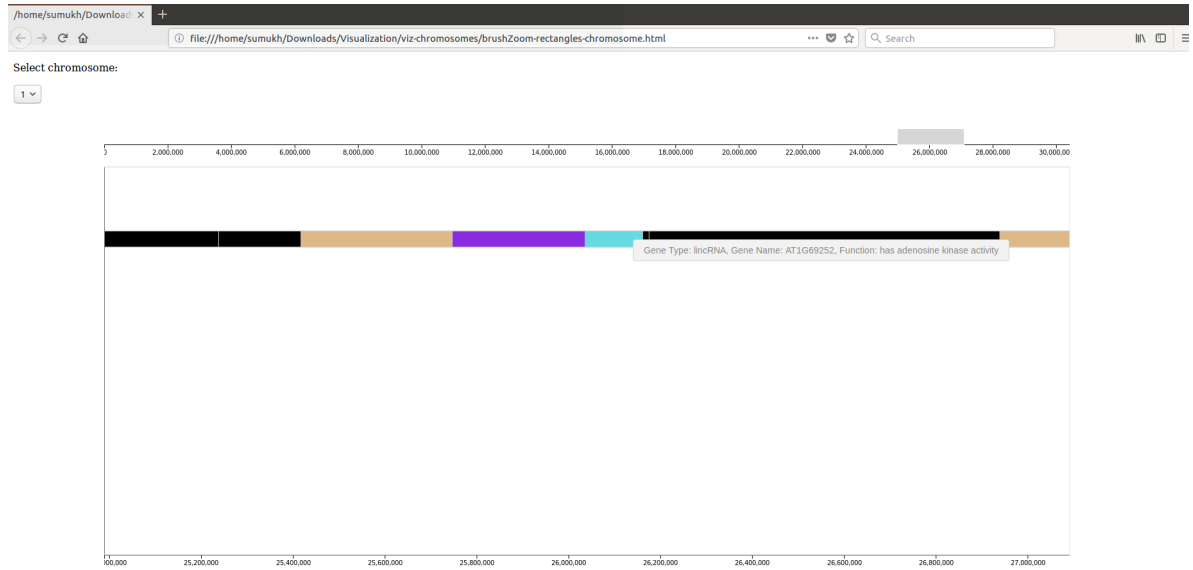 /home/sumukh/Download
file:///home/sumukh/Downloads/Visualization/viz-chromosomes/brushZoom-rectangles-chromosome.html
Search
Select chromosome:
1
2,000,000 4,000,000 6,000,000 8,000,000 10,000,000 12,000,000 14,000,000 16,000,000 18,000,000 20,000,000 22,000,000 24,000,000 26,000,000 28,000,000 30,000,00
Gene Type: lincRNA, Gene Name: AT1G69252, Function: has adenosine kinase activity
00,000 25,200,000 25,400,000 25,600,000 25,800,000 26,000,000 26,200,000 26,400,000 26,600,000 26,800,000 27,000,000